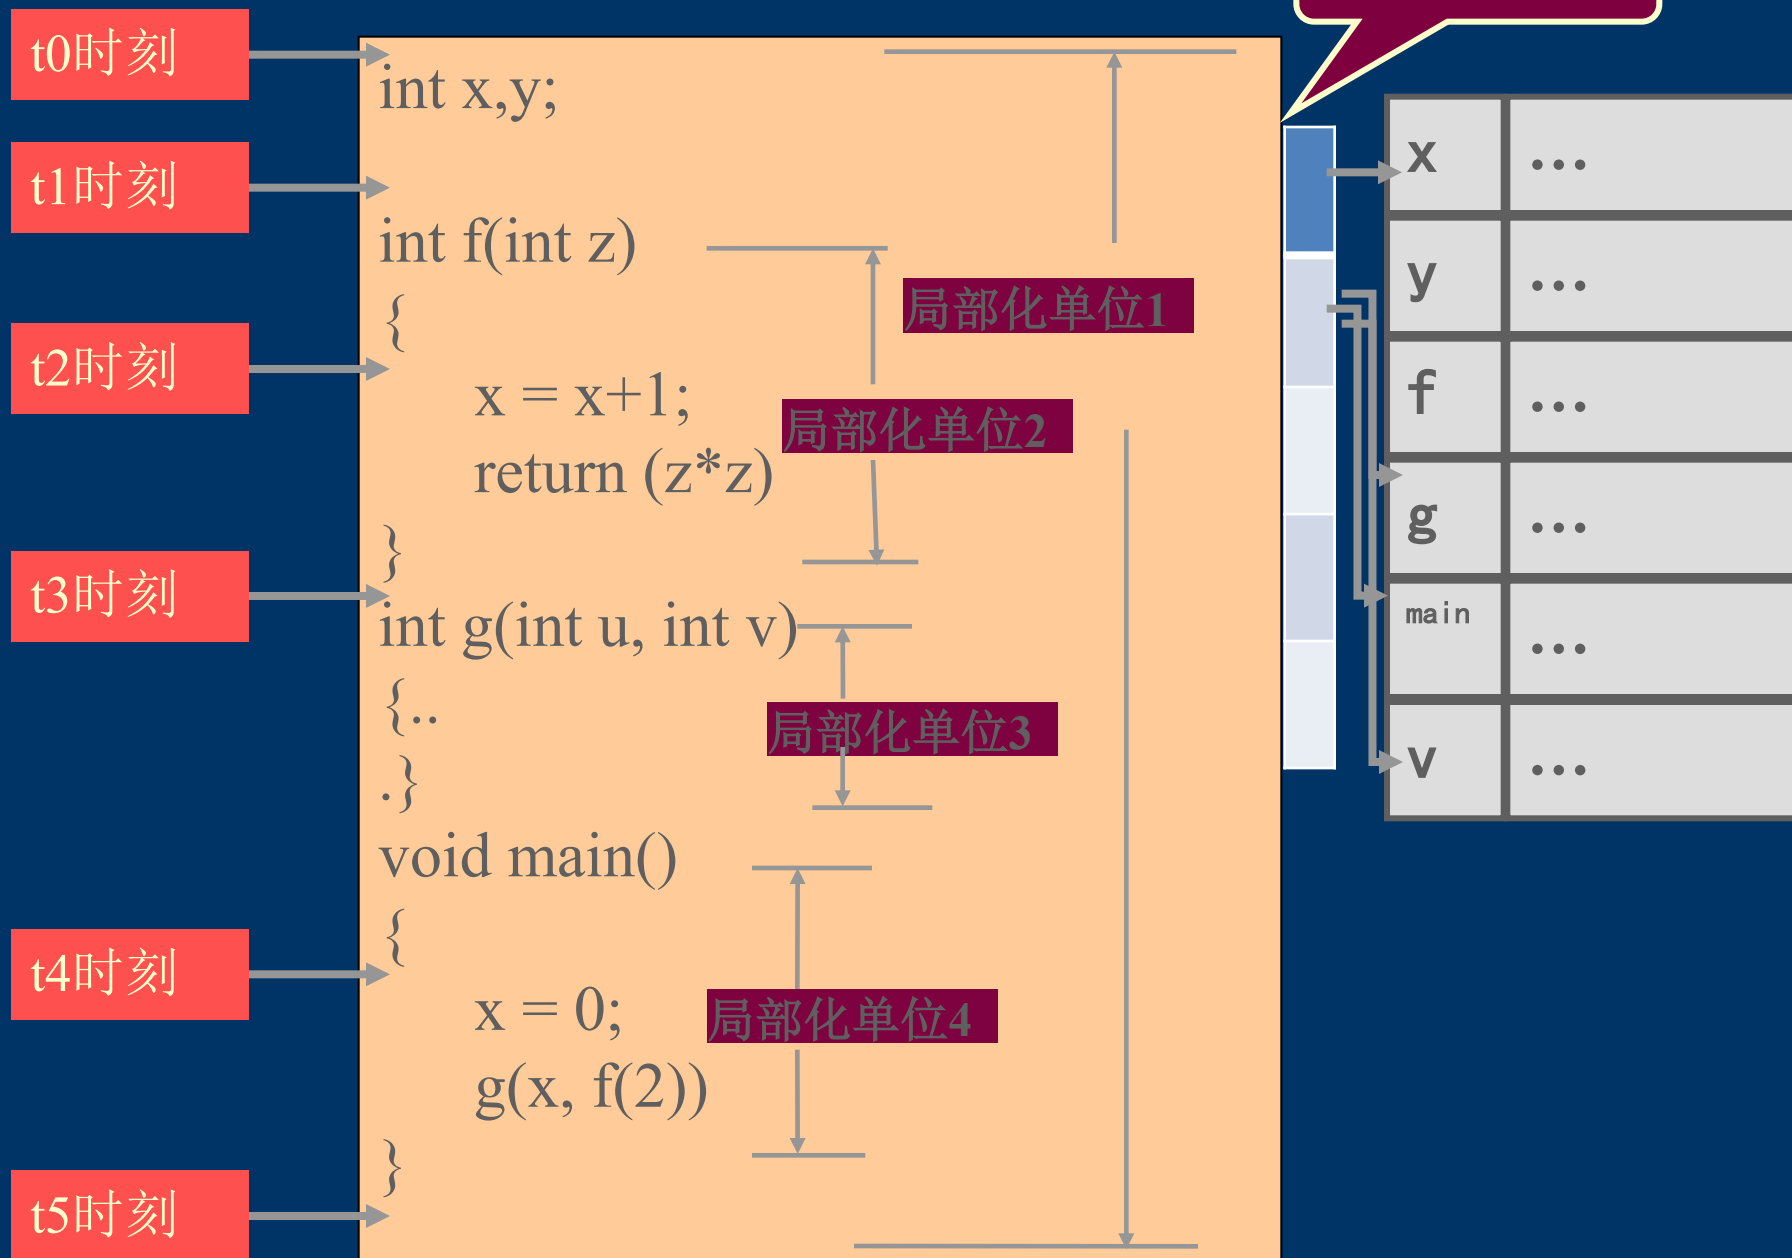 t0时刻
t1时刻
t2时刻
t3时刻
t4时刻
t5时刻
int x,y;
int f(int z)
{
x = x+1;
return (z*z)
}
int g(int u, int v)
{..
.}
void main()
{
x = 0;
g(x, f(2))
}
局部化单位1
局部化单位2
局部化单位3
局部化单位4
x ...
y ...
f ...
g ...
main ...
v ...